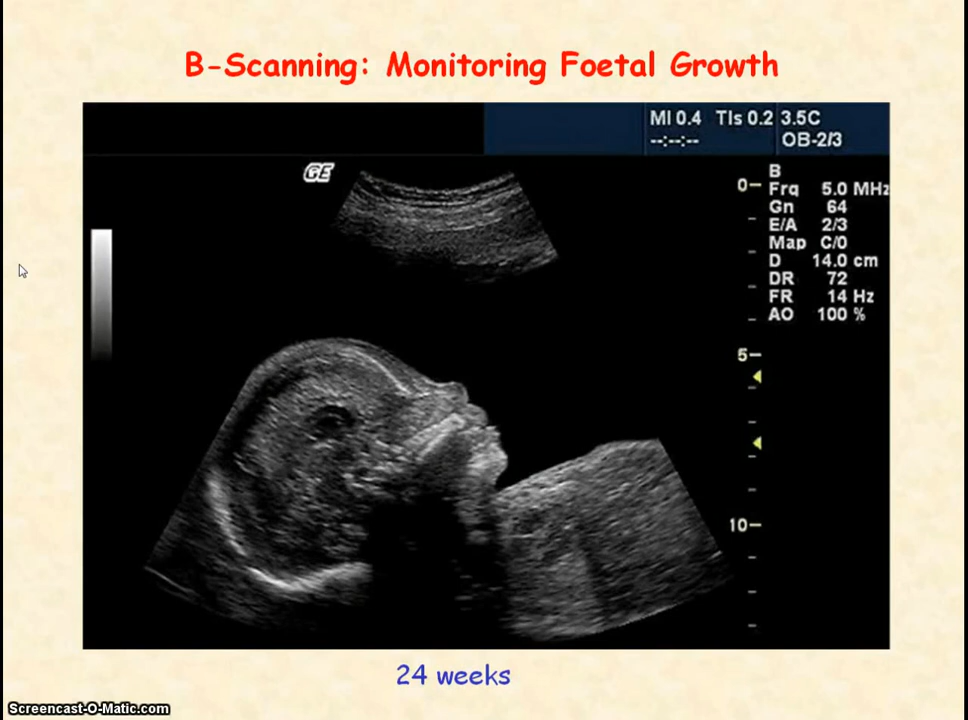 B-Scanning: Monitoring Foetal Growth
MI 0.4 TIs 0.2 3.5C
--:--:-- OB-2/3
GE
B
Frq 5.0 MHz
Gn 64
E/A 2/3
Map C/0
D 14.0 cm
DR 72
FR 14 Hz
AO 100 %
0
5
10
24 weeks
Screencast-O-Matic.com